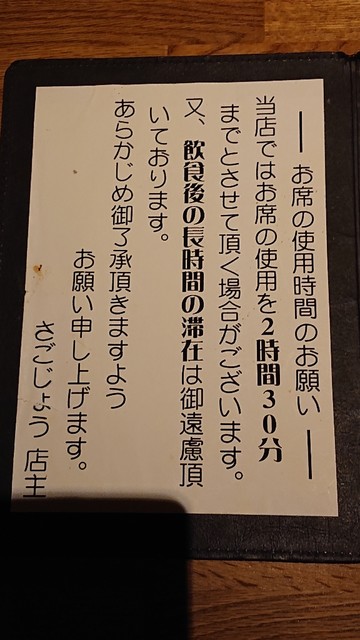 ── お席の使用時間のお願い ──
当店ではお席の使用を2時間30分
までとさせて頂く場合がございます。
又、飲食後の長時間の滞在は御遠慮頂
いております。
あらかじめ御了承頂きますよう
お願い申し上げます。
さごじょう 店主